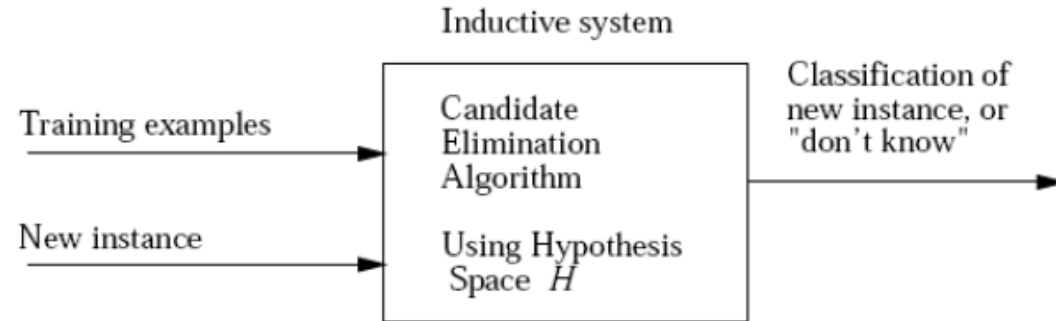 Inductive system
Training examples
New instance
Candidate
Elimination
Algorithm
Using Hypothesis
Space H
Classification of
new instance, or
"don't know"